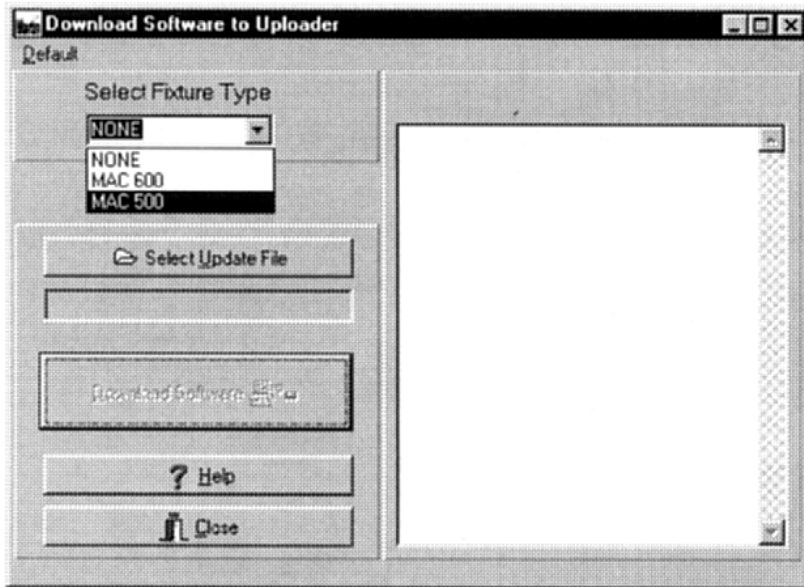 Download Software to Uploader
Default
Select Fixture Type
NONE
NONE
MAC 600
MAC 500
Select Update File
Download Software
? Help
Close